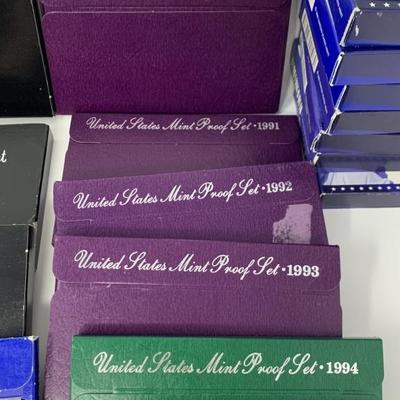 United States Mint Proof Set · 1991
United States Mint Proof Set · 1992
United States Mint Proof Set · 1993
United States Mint Proof Set · 1994